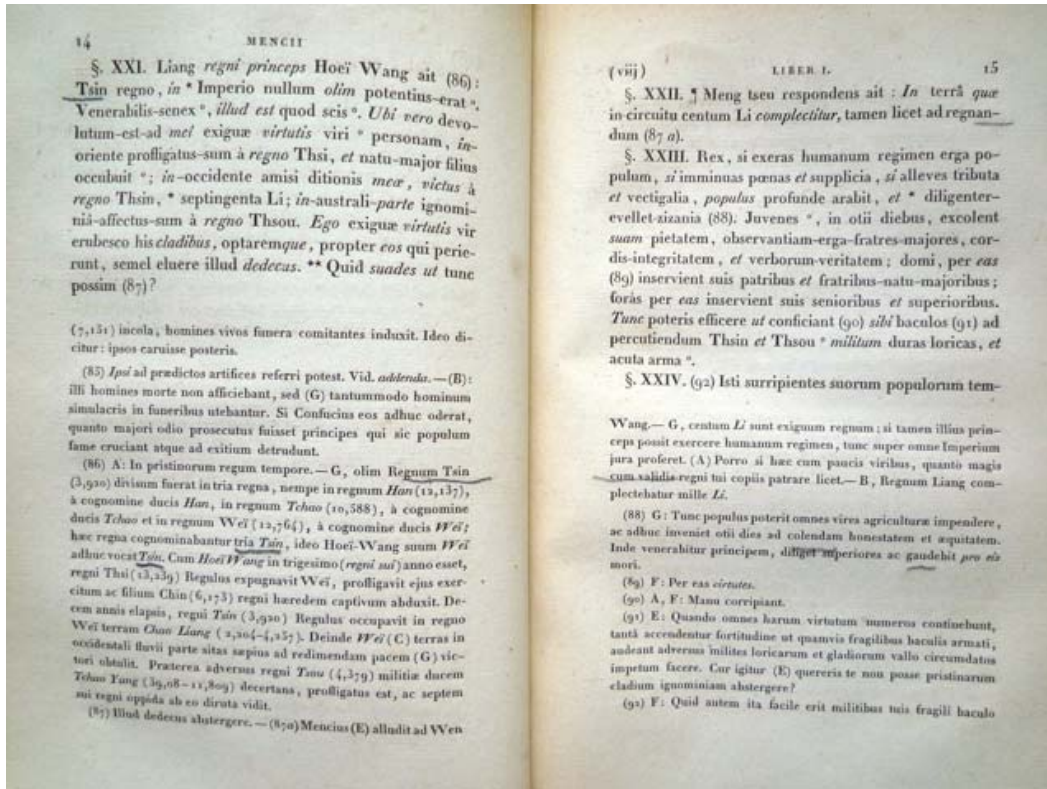 14 MENCII
§. XXI. Liang regni princeps Hoeï Wang ait (86) :
Tsin regno, in * Imperio nullum olim potentius-erat °.
Venerabilis-senex °, illud est quod scis °. Ubi vero devo-
lutum-est-ad mei exiguæ virtutis viri ° personam, in-
oriente profligatus-sum à regno Thsi, et natu-major filius
occubuit °; in-occidente amisi ditionis meæ, victus à
regno Thsin, * septingenta Li; in-australi-parte ignomi-
niâ-affectus-sum à regno Thsou. Ego exiguæ virtutis vir
erubesco his cladibus, optaremque, propter eos qui perie-
runt, semel eluere illud dedecus. ** Quid suades ut tunc
possim (87)?
(7,151) incola, homines vivos funera comitantes induxit. Ideo di-
citur : ipsos caruisse posteris.
(85) Ipsi ad prædictos artifices referri potest. Vid. addenda. — (B) :
illi homines morte non afficiebant, sed (G) tantummodo hominum
simulacris in funeribus utebantur. Si Confucius eos adhuc oderat,
quanto majori odio prosecutus fuisset principes qui sic populum
fame cruciant atque ad exitium detrudunt.
(86) A : In pristinorum regum tempore. — G, olim Regnum Tsin
(3,920) divisum fuerat in tria regna, nempe in regnum Han (12,137),
à cognomine ducis Han, in regnum Tchao (10,588), à cognomine
ducis Tchao et in regnum Weï (12,764), à cognomine ducis Weï;
hæc regna cognominabantur tria Tsin, ideo Hoeï-Wang suum Weï
adhuc vocat Tsin. Cum Hoeï Wang in trigesimo (regni sui) anno esset,
regni Thsi (13,239) Regulus expugnavit Weï, profligavit ejus exer-
citum ac filium Chin (6,173) regni hæredem captivum abduxit. De-
cem annis elapsis, regni Tsin (3,920) Regulus occupavit in regno
Weï terram Chao Liang (2,204–4,257). Deinde Weï (C) terras in
occidentali fluvii parte sitas sæpius ad redimendam pacem (G) vic-
tori obtulit. Præterea adversus regni Tsou (4,379) militiæ ducem
Tchao Yang (39,08–11,809) decertans, profligatus est, ac septem
sui regni oppida ab eo diruta vidit.
(87) Illud dedecus abstergere. — (87a) Mencius (E) alludit ad Wen
(viij) LIBER I. 15
§. XXII. ¶ Meng tseu respondens ait : In terrâ quæ
in circuitu centum Li complectitur, tamen licet ad regnan-
dum (87 a).
§. XXIII. Rex, si exeras humanum regimen erga po-
pulum, si imminuas pœnas et supplicia, si alleves tributa
et vectigalia, populus profunde arabit, et * diligenter-
evellet-zizania (88). Juvenes °, in otii diebus, excolent
suam pietatem, observantiam-erga-fratres-majores, cor-
dis-integritatem, et verborum-veritatem; domi, per eas
(89) inservient suis patribus et fratribus-natu-majoribus;
foràs per eas inservient suis senioribus et superioribus.
Tunc poteris efficere ut conficiant (90) sibi baculos (91) ad
percutiendum Thsin et Thsou ° militum duras loricas, et
acuta arma °.
§. XXIV. (92) Isti surripientes suorum populorum tem-
Wang. — G, centum Li sunt exiguum regnum; si tamen illius prin-
ceps possit exercere humanum regimen, tunc super omne Imperium
jura proferet. (A) Porro si hæc cum paucis viribus, quanto magis
cum validis regni tui copiis patrare licet. — B, Regnum Liang com-
plectebatur mille Li.
(88) G : Tunc populus poterit omnes vires agriculturæ impendere,
ac adhuc inveniet otii dies ad colendam honestatem et æquitatem.
Inde venerabitur principem, diliget superiores ac gaudebit pro eis
mori.
(89) F : Per eas virtutes.
(90) A, F : Manu corripiant.
(91) E : Quando omnes harum virtutum numeros continebunt,
tantâ accendentur fortitudine ut quamvis fragilibus baculis armati,
audeant adversus milites loricarum et gladiorum vallo circumdatos
impetum facere. Cur igitur (E) quereris te non posse pristinarum
cladium ignominiam abstergere?
(92) F : Quid autem ita facile erit militibus tuis fragili baculo